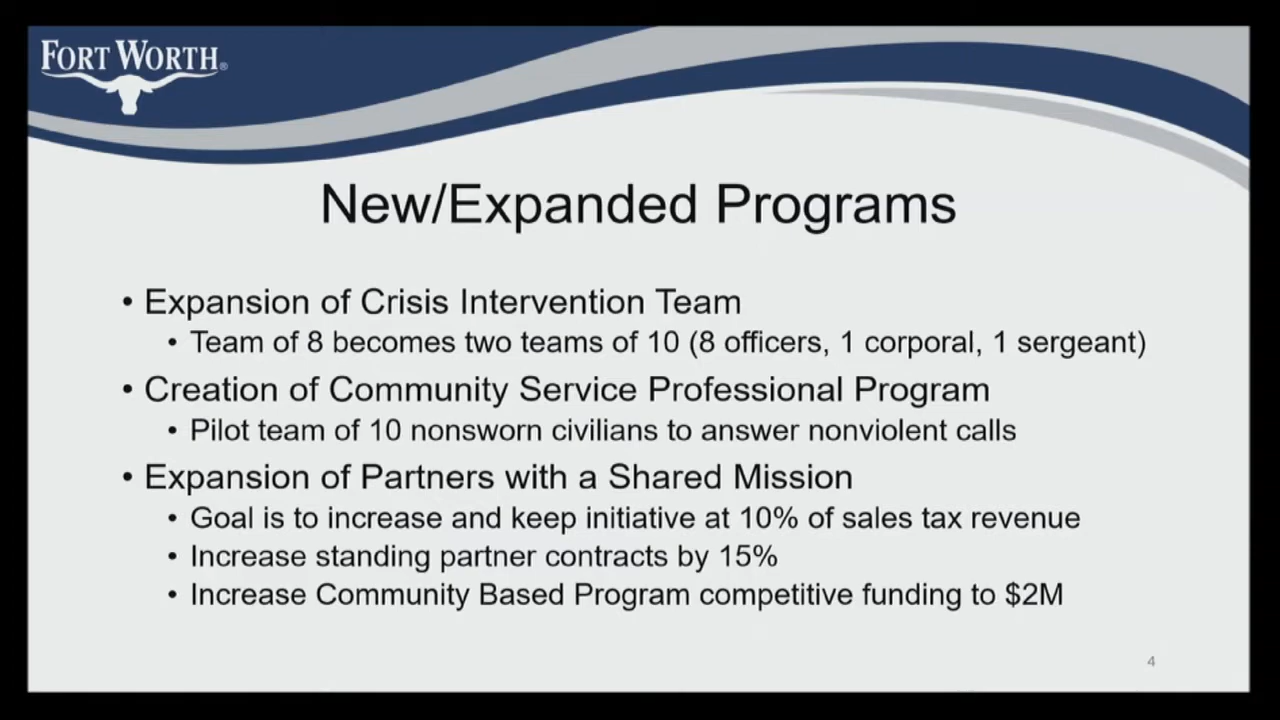 FORT WORTH®
New/Expanded Programs
• Expansion of Crisis Intervention Team
• Team of 8 becomes two teams of 10 (8 officers, 1 corporal, 1 sergeant)
• Creation of Community Service Professional Program
• Pilot team of 10 nonsworn civilians to answer nonviolent calls
• Expansion of Partners with a Shared Mission
• Goal is to increase and keep initiative at 10% of sales tax revenue
• Increase standing partner contracts by 15%
• Increase Community Based Program competitive funding to $2M
4